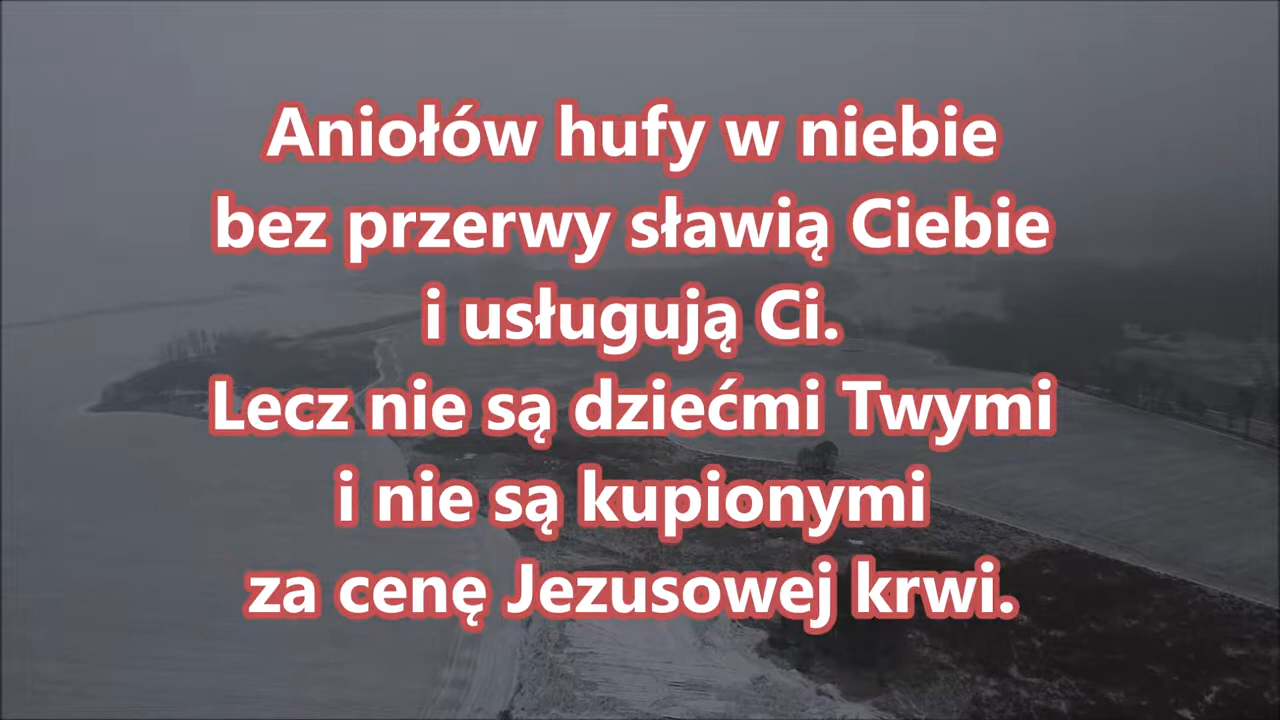 Aniołów hufy w niebie
bez przerwy sławią Ciebie
i usługują Ci.
Lecz nie są dziećmi Twymi
i nie są kupionymi
za cenę Jezusowej krwi.